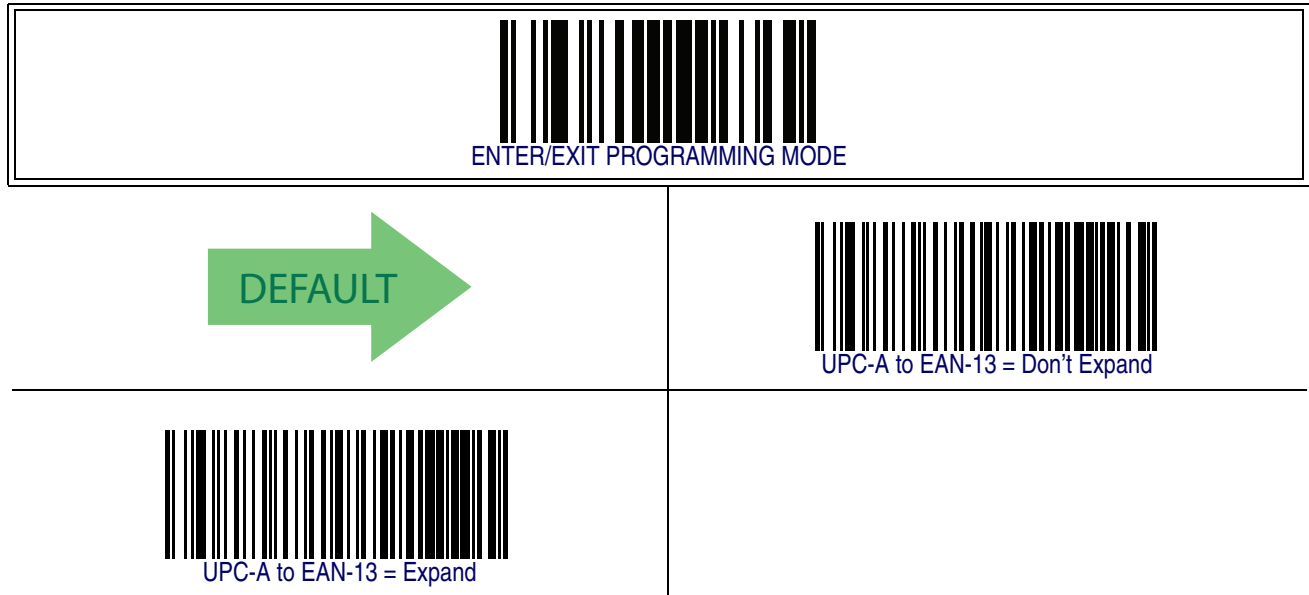 ENTER/EXIT PROGRAMMING MODE
DEFAULT
UPC-A to EAN-13 = Don’t Expand
UPC-A to EAN-13 = Expand